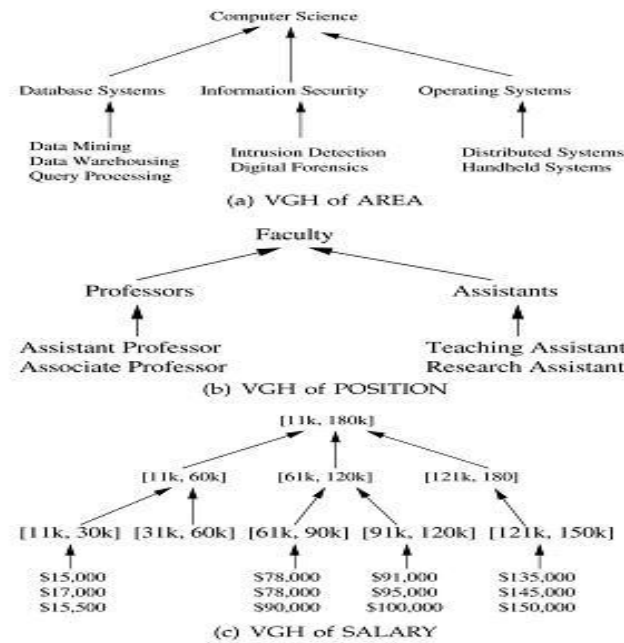 Computer Science
Database Systems Information Security Operating Systems
Data Mining
Data Warehousing
Query Processing
Intrusion Detection
Digital Forensics
Distributed Systems
Handheld Systems
(a) VGH of AREA
Faculty
Professors Assistants
Assistant Professor
Associate Professor
Teaching Assistant
Research Assistant
(b) VGH of POSITION
[11k, 180k]
[11k, 60k] [61k, 120k] [121k, 180]
[11k, 30k] [31k, 60k] [61k, 90k] [91k, 120k] [121k, 150k]
$15,000 $78,000 $91,000 $135,000
$17,000 $78,000 $95,000 $145,000
$15,500 $90,000 $100,000 $150,000
(c) VGH of SALARY